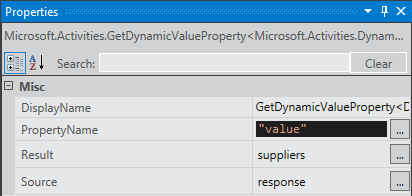 Properties
Microsoft.Activities.GetDynamicValueProperty<Microsoft.Activities.Dynam...
Search: Clear
Misc
DisplayName GetDynamicValueProperty<D
PropertyName "value" ...
Result suppliers ...
Source response ...